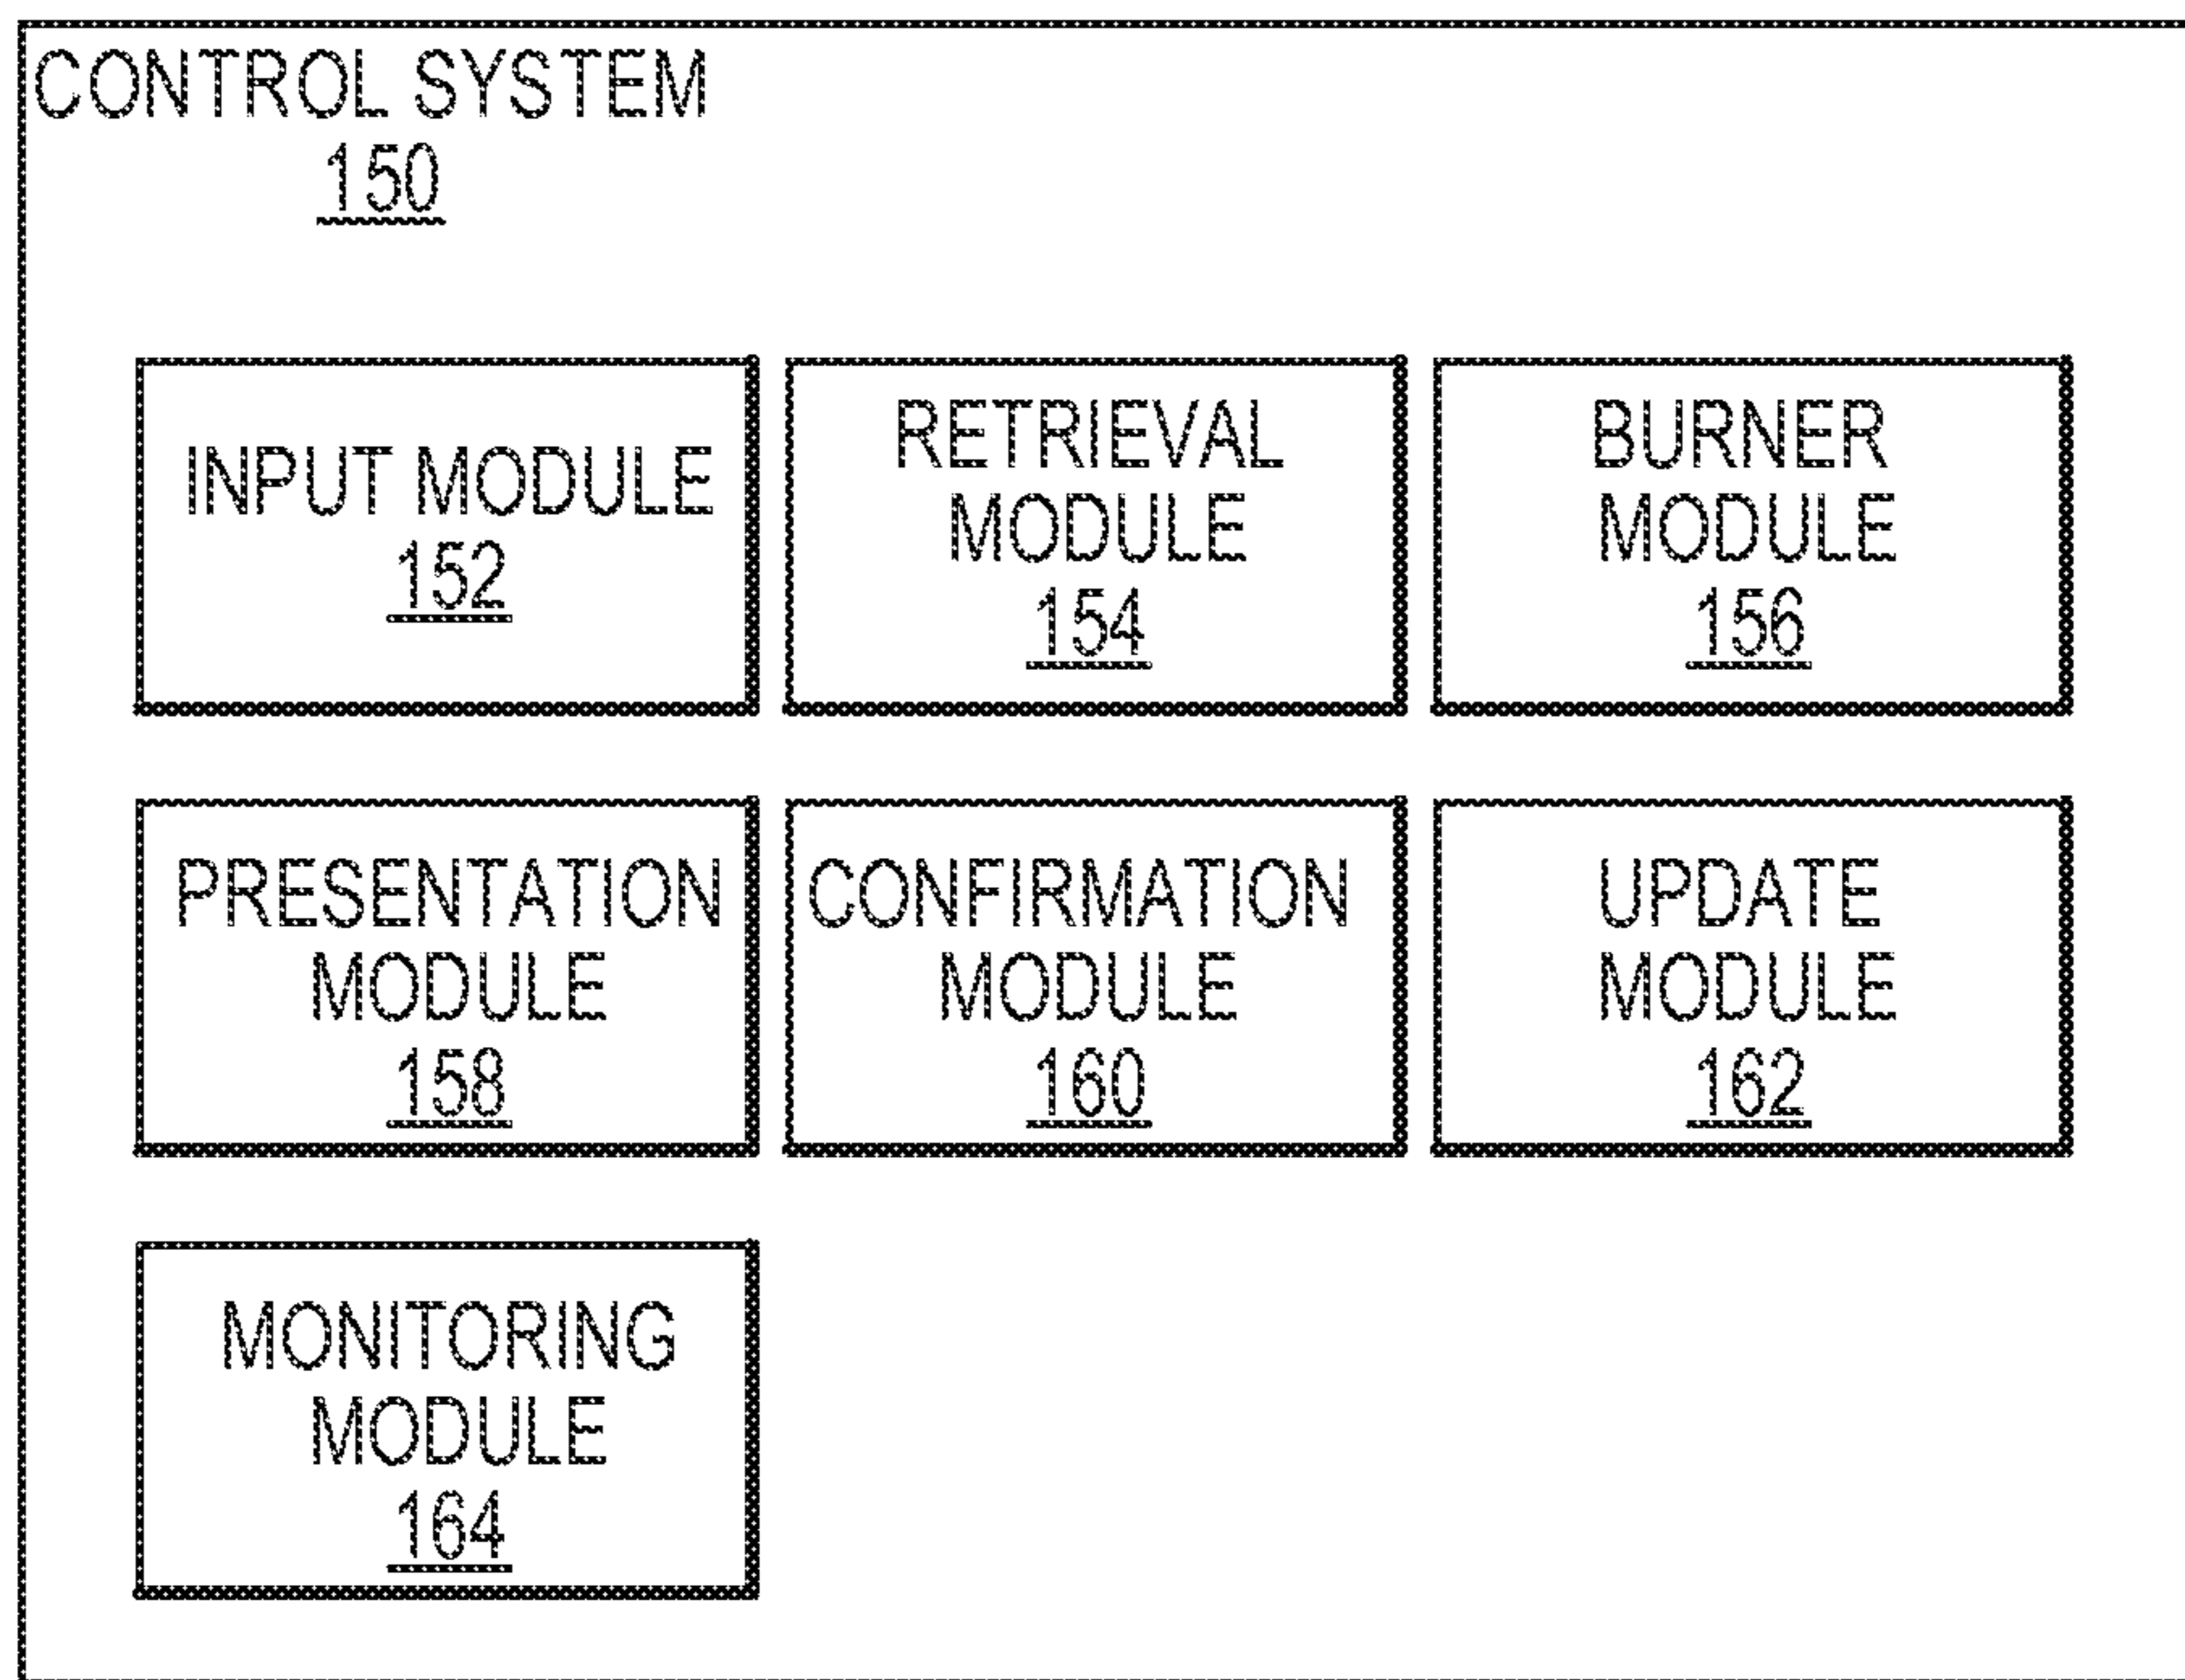 CONTROL SYSTEM
150
INPUT MODULE
152
RETRIEVAL
MODULE
154
BURNER
MODULE
156
PRESENTATION
MODULE
158
CONFIRMATION
MODULE
160
UPDATE
MODULE
162
MONITORING
MODULE
164